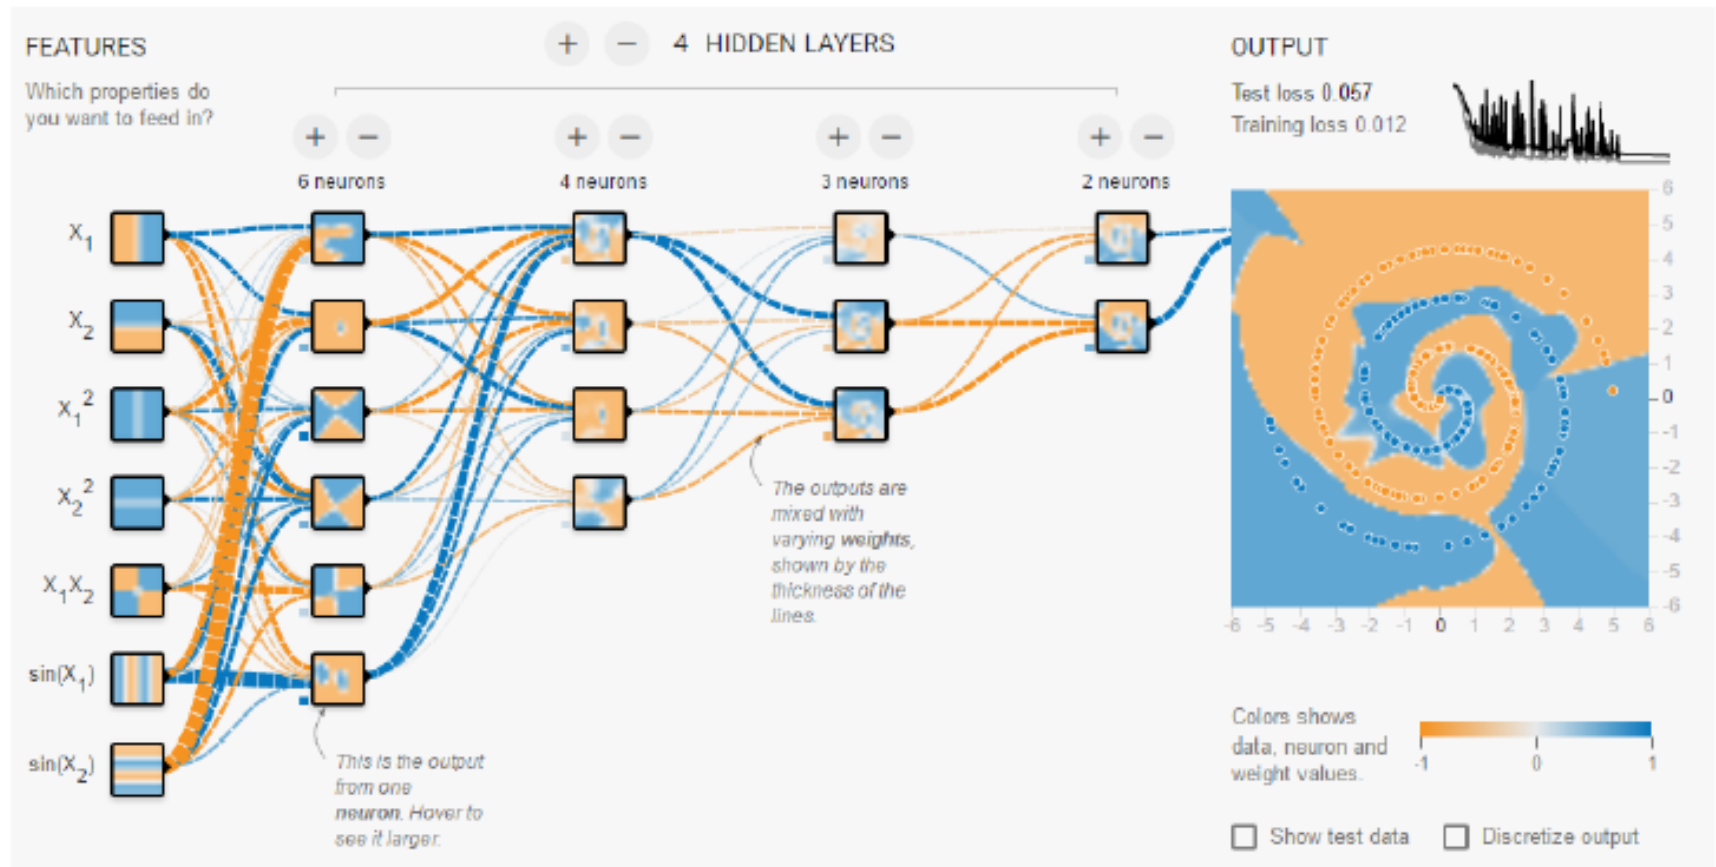 FEATURES
Which properties do
you want to feed in?
+ − 4 HIDDEN LAYERS
+ − + − + − + −
6 neurons 4 neurons 3 neurons 2 neurons
X1
X2
X1²
X2²
X1X2
sin(X1)
sin(X2)
This is the output
from one
neuron. Hover to
see it larger.
The outputs are
mixed with
varying weights,
shown by the
thickness of the
lines.
OUTPUT
Test loss 0.057
Training loss 0.012
6
5
4
3
2
1
0
-1
-2
-3
-4
-5
-6
-6 -5 -4 -3 -2 -1 0 1 2 3 4 5 6
Colors shows
data, neuron and
weight values.
-1 0 1
Show test data Discretize output